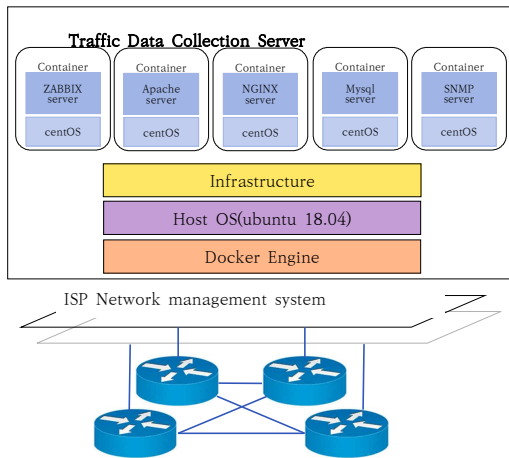 Traffic Data Collection Server
Container Container Container Container Container
ZABBIX Apache NGINX Mysql SNMP
server server server server server
centOS centOS centOS centOS centOS
Infrastructure
Host OS(ubuntu 18.04)
Docker Engine
ISP Network management system